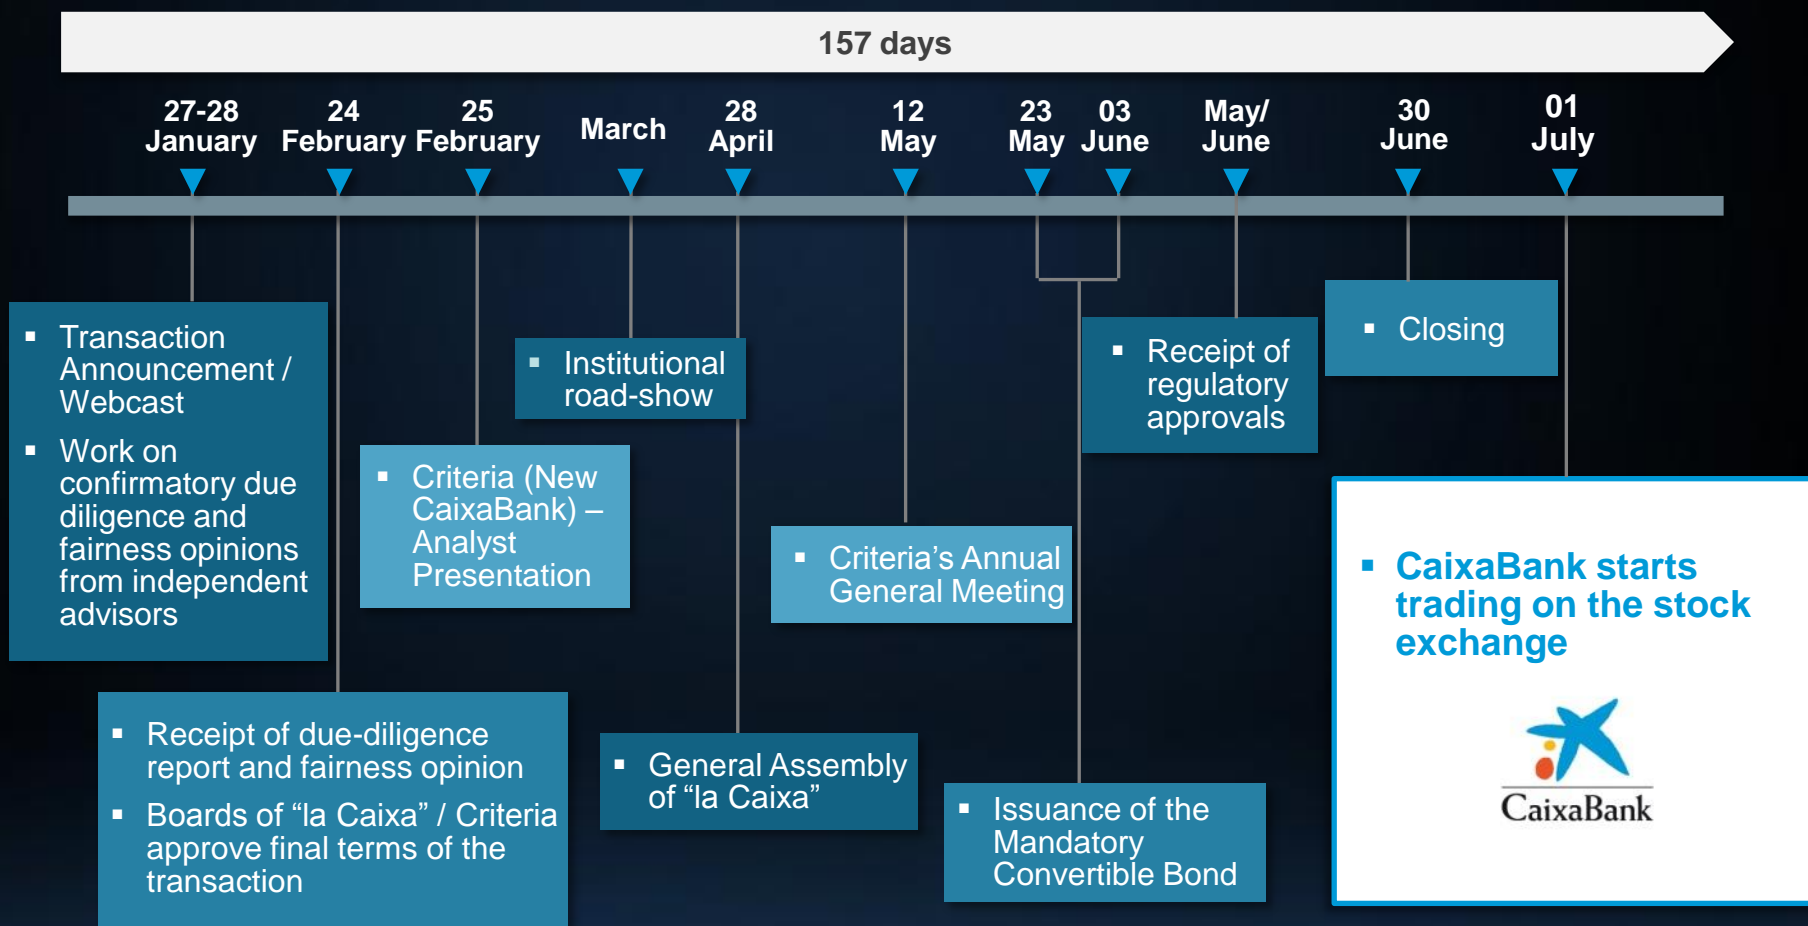 157 days
27-28
January
24
February
25
February
March
28
April
12
May
23
May
03
June
May/
June
30
June
01
July
▪ Transaction
Announcement /
Webcast
▪ Work on
confirmatory due
diligence and
fairness opinions
from independent
advisors
▪ Receipt of due-diligence
report and fairness opinion
▪ Boards of “la Caixa” / Criteria
approve final terms of the
transaction
▪ Criteria (New
CaixaBank) –
Analyst
Presentation
▪ Institutional
road-show
▪ General Assembly
of “la Caixa”
▪ Criteria’s Annual
General Meeting
▪ Issuance of the
Mandatory
Convertible Bond
▪ Receipt of
regulatory
approvals
▪ Closing
▪ CaixaBank starts
trading on the stock
exchange
CaixaBank